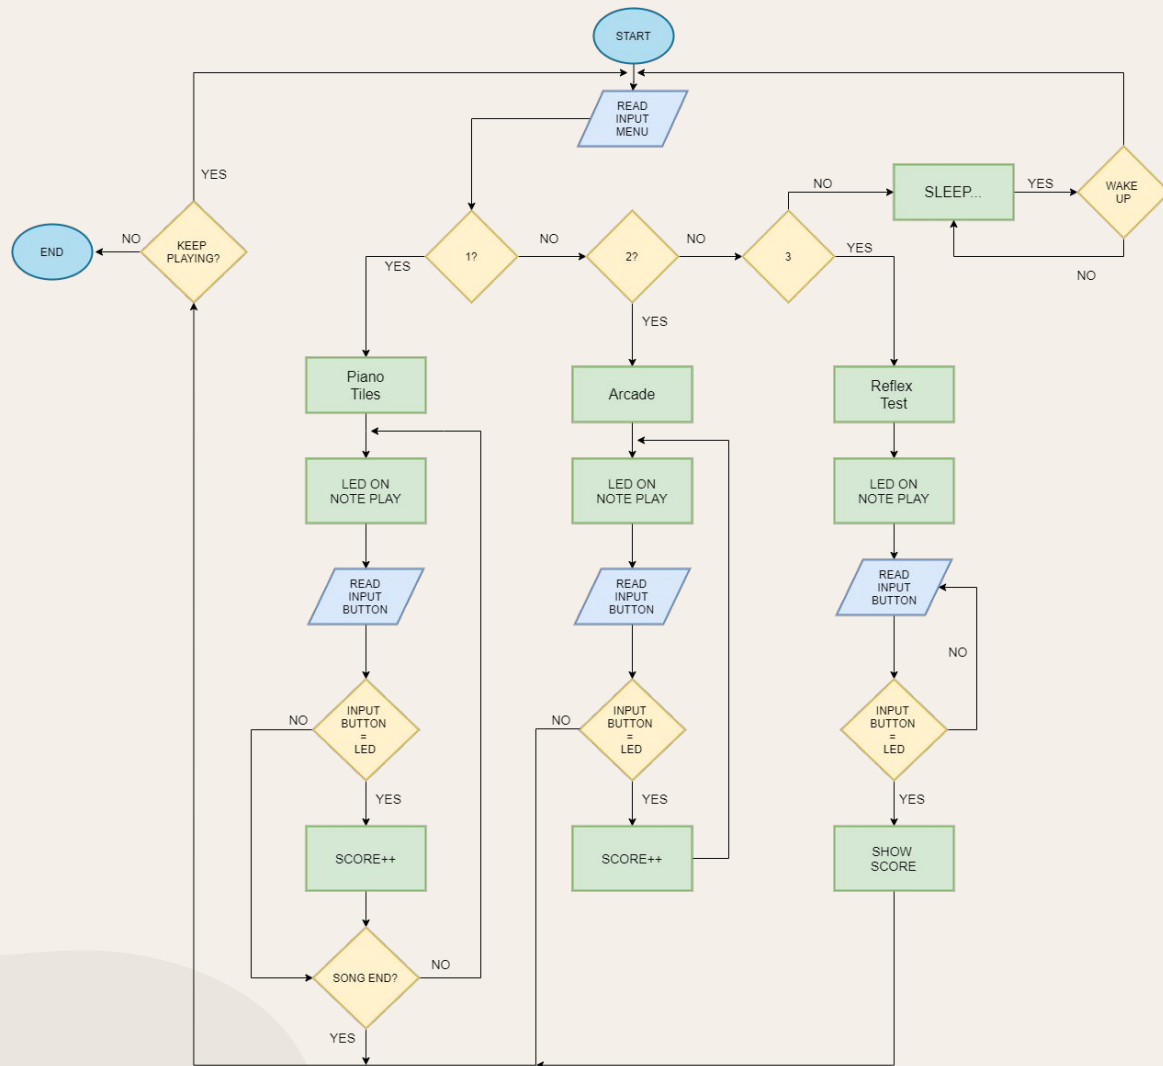 START
READ
INPUT
MENU
YES
NO
SLEEP...
YES
WAKE
UP
END
NO
KEEP
PLAYING?
YES
1?
NO
2?
NO
3
YES
NO
YES
Piano
Tiles
Arcade
Reflex
Test
LED ON
NOTE PLAY
LED ON
NOTE PLAY
LED ON
NOTE PLAY
READ
INPUT
BUTTON
READ
INPUT
BUTTON
READ
INPUT
BUTTON
NO
NO
INPUT
BUTTON
=
LED
NO
INPUT
BUTTON
=
LED
INPUT
BUTTON
=
LED
YES
YES
YES
SCORE++
SCORE++
SHOW
SCORE
SONG END?
NO
YES